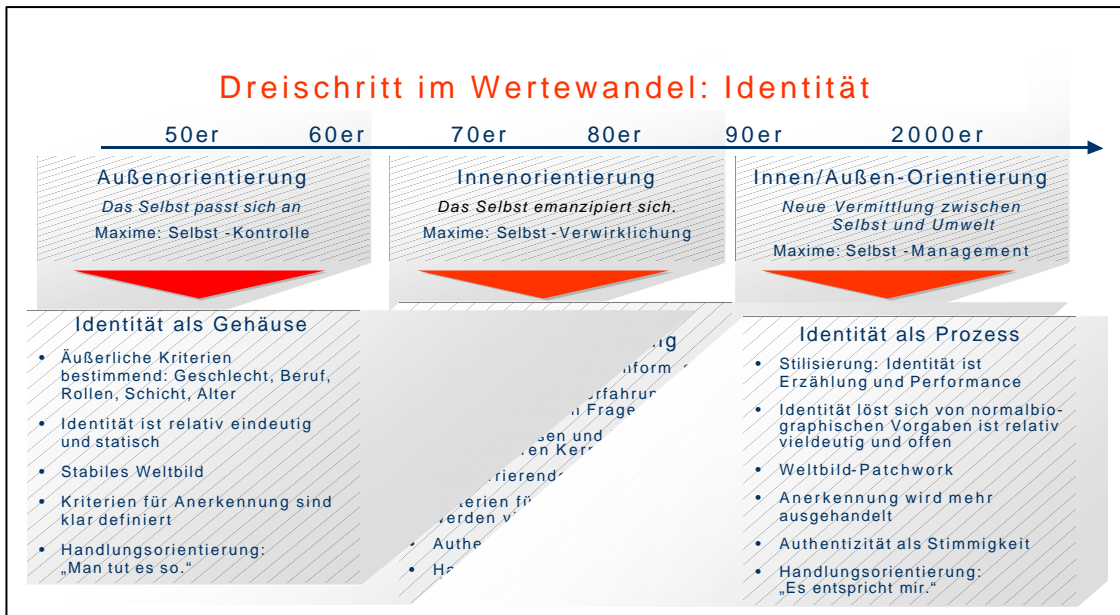 Dreischritt im Wertewandel: Identität
50er 60er 70er 80er 90er 2000er
Außenorientierung
Das Selbst passt sich an
Maxime: Selbst -Kontrolle
Innenorientierung
Das Selbst emanzipiert sich.
Maxime: Selbst -Verwirklichung
Innen/Außen-Orientierung
Neue Vermittlung zwischen
Selbst und Umwelt
Maxime: Selbst -Management
Identität als Gehäuse
• Äußerliche Kriterien
bestimmend: Geschlecht, Beruf,
Rollen, Schicht, Alter
• Identität ist relativ eindeutig
und statisch
• Stabiles Weltbild
• Kriterien für Anerkennung sind
klar definiert
• Handlungsorientierung:
„Man tut es so.“
Frage
und
Identität als Prozess
• Stilisierung: Identität ist
Erzählung und Performance
• Identität löst sich von normalbio-
graphischen Vorgaben ist relativ
vieldeutig und offen
• Weltbild-Patchwork
• Anerkennung wird mehr
ausgehandelt
• Authentizität als Stimmigkeit
• Handlungsorientierung:
„Es entspricht mir.“